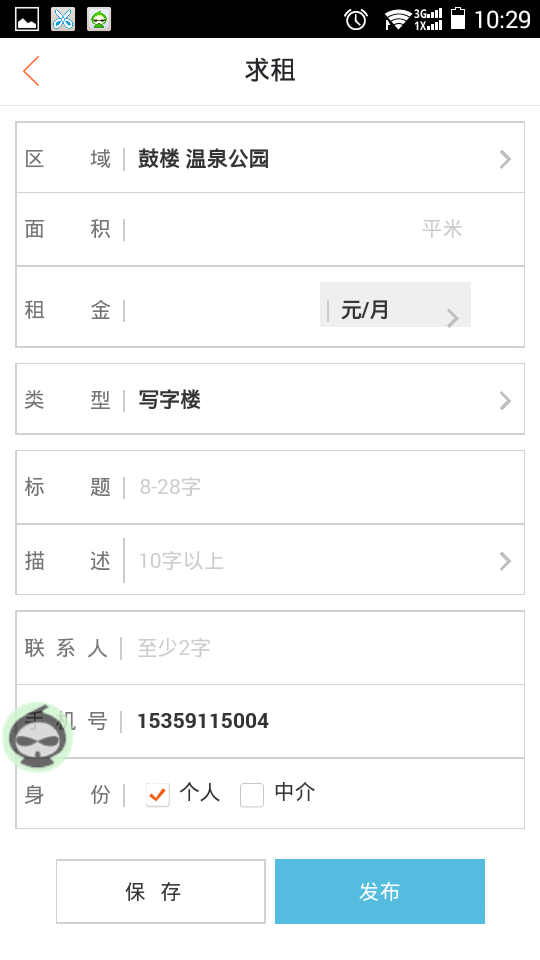 3G 1X 10:29
求租
区 域 鼓楼 温泉公园
面 积 平米
租 金 元/月
类 型 写字楼
标 题 8-28字
描 述 10字以上
联 系 人 至少2字
手 机 号 15359115004
身 份 个人 中介
保 存 发布